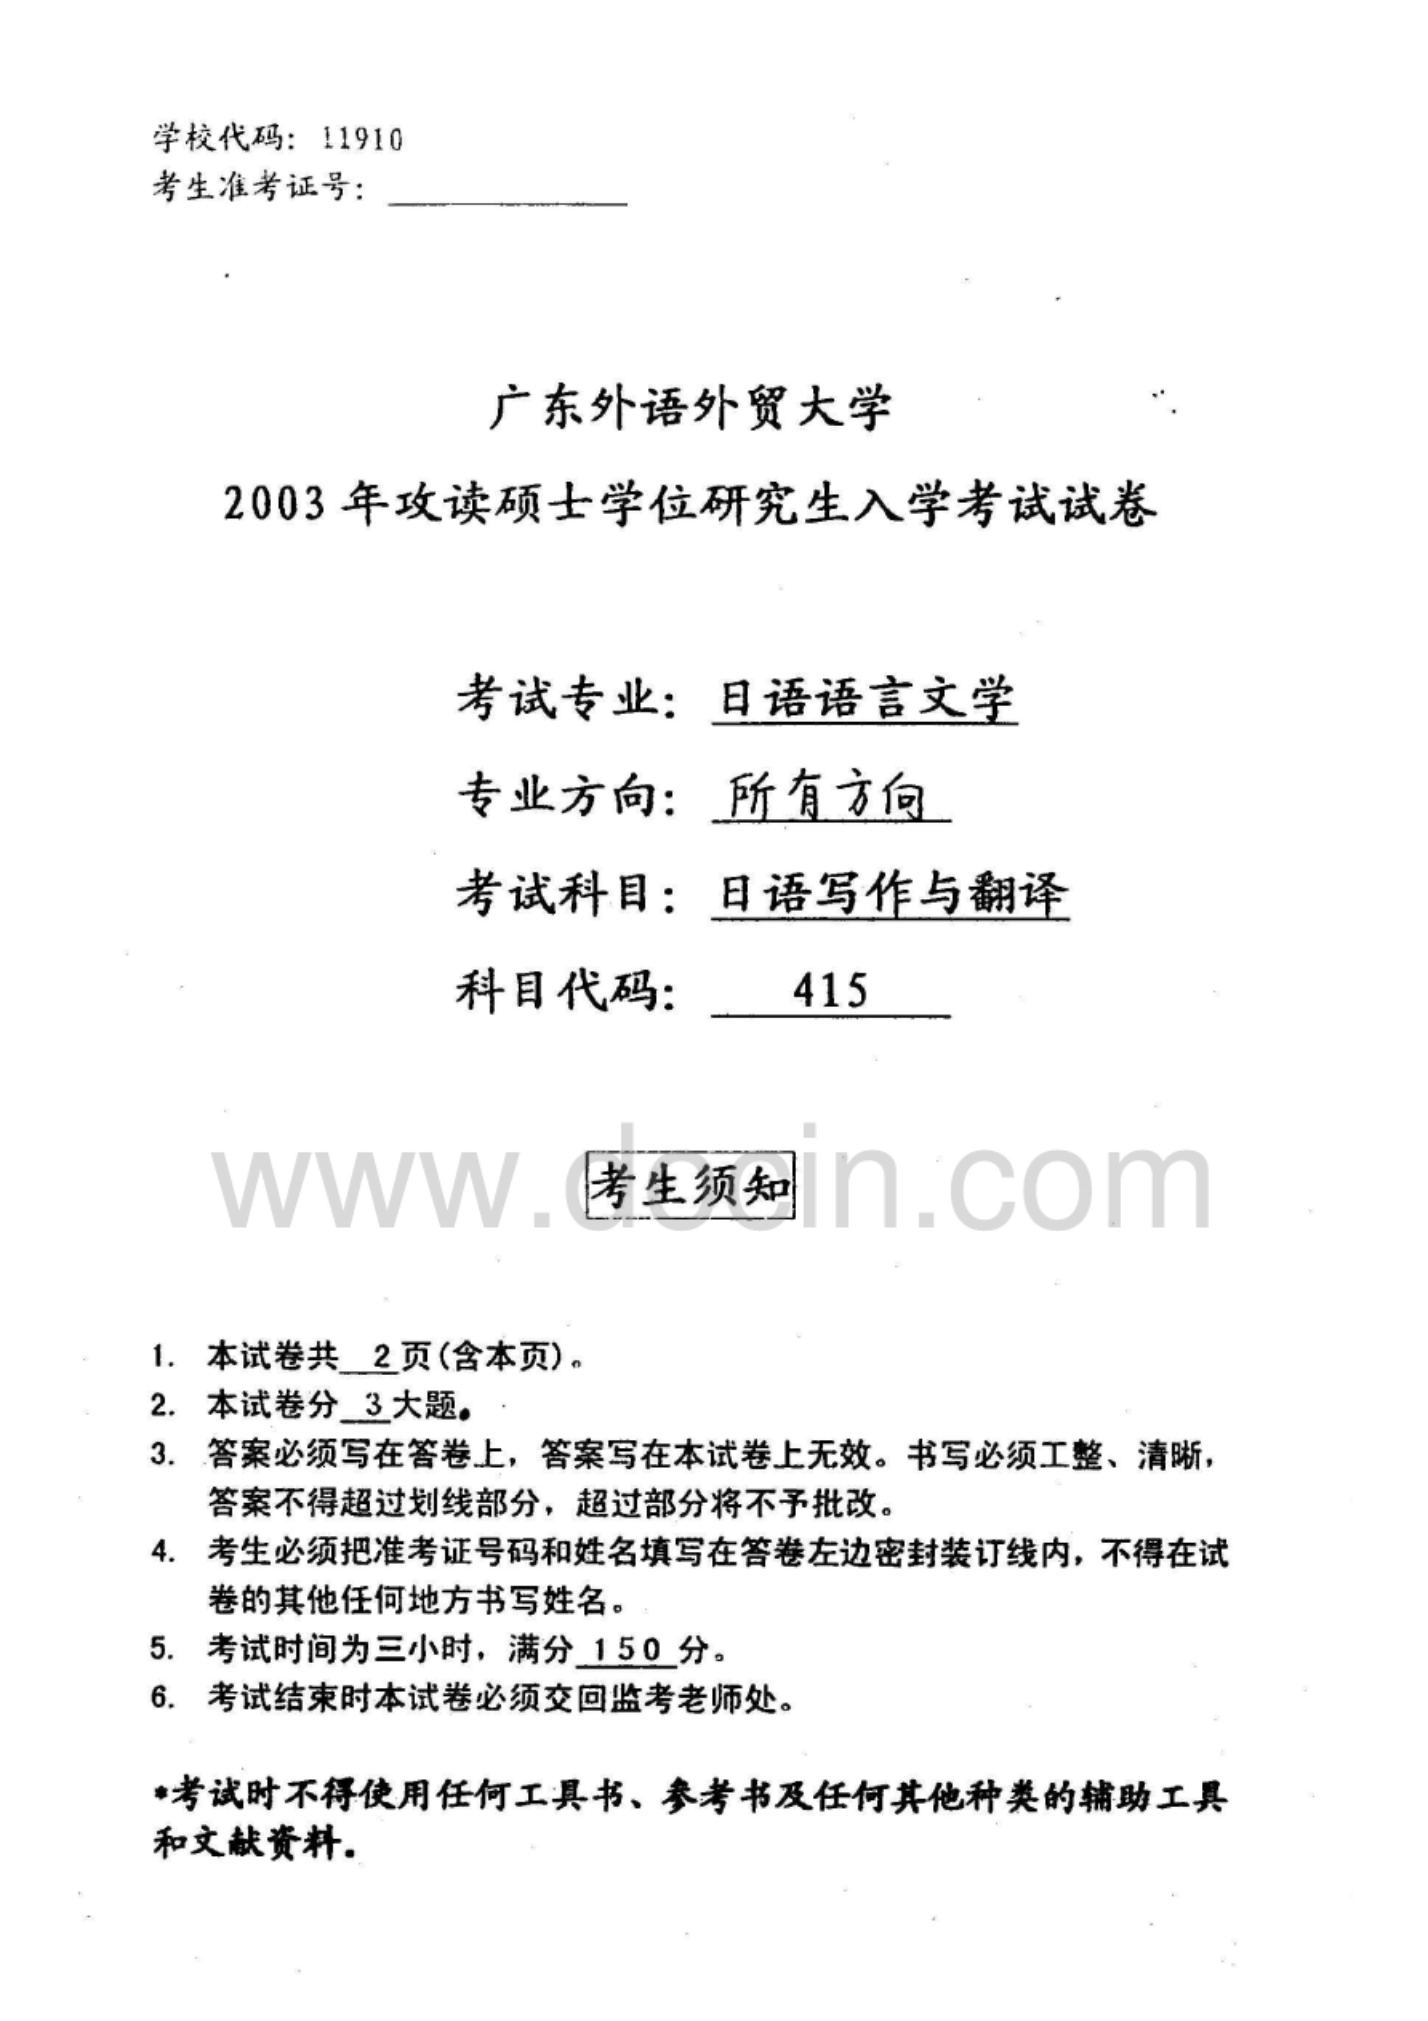 学校代码: 11910
考生准考证号:
广东外语外贸大学
2003 年攻读硕士学位研究生入学考试试卷
考试专业: 日语语言文学
专业方向: 所有方向
考试科目: 日语写作与翻译
科目代码: 415
www.docin.com
考生须知
1. 本试卷共 2 页(含本页)。
2. 本试卷分 3 大题。
3. 答案必须写在答卷上，答案写在本试卷上无效。书写必须工整、清晰，
答案不得超过划线部分，超过部分将不予批改。
4. 考生必须把准考证号码和姓名填写在答卷左边密封装订线内，不得在试
卷的其他任何地方书写姓名。
5. 考试时间为三小时，满分 150 分。
6. 考试结束时本试卷必须交回监考老师处。
*考试时不得使用任何工具书、参考书及任何其他种类的辅助工具
和文献资料.